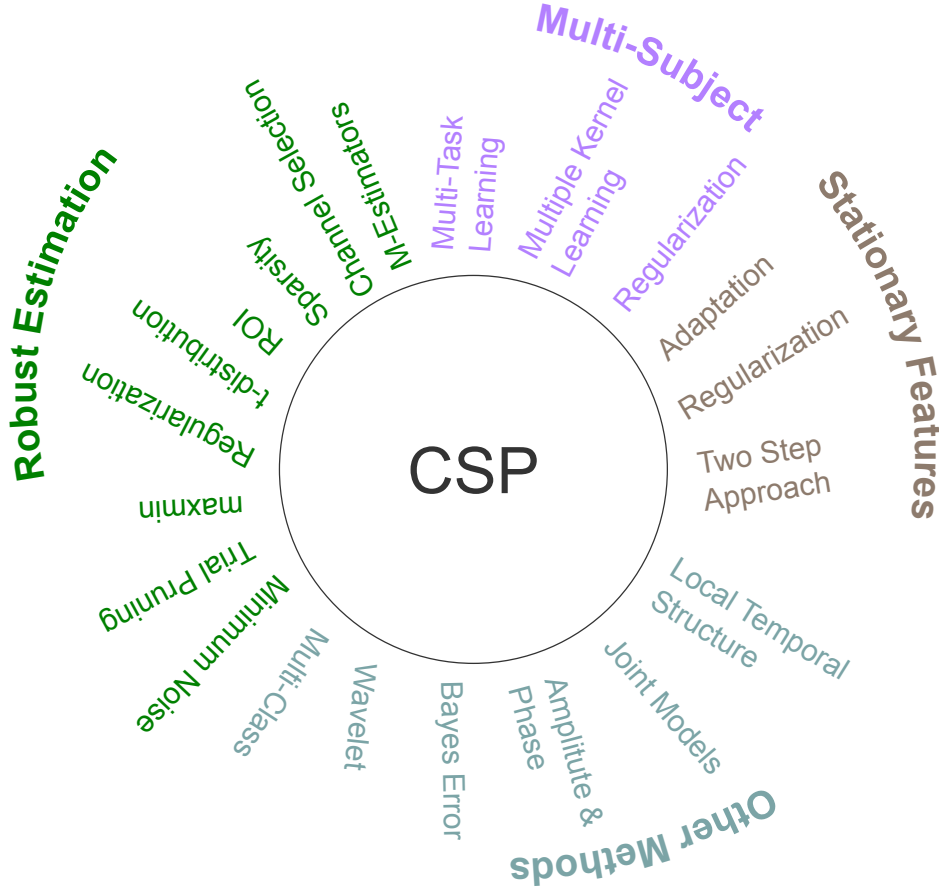 CSP
Multi-Subject
Multi-Task
Learning
Multiple Kernel
Learning
Regularization
Stationary Features
Adaptation
Regularization
Two Step
Approach
Other Methods
Local Temporal
Structure
Joint Models
Amplitute &
Phase
Bayes Error
Wavelet
Multi-Class
Robust Estimation
Minimum Noise
Trial Pruning
maxmin
Regularization
t-distribution
ROI
Sparsity
Channel Selection
M-Estimators